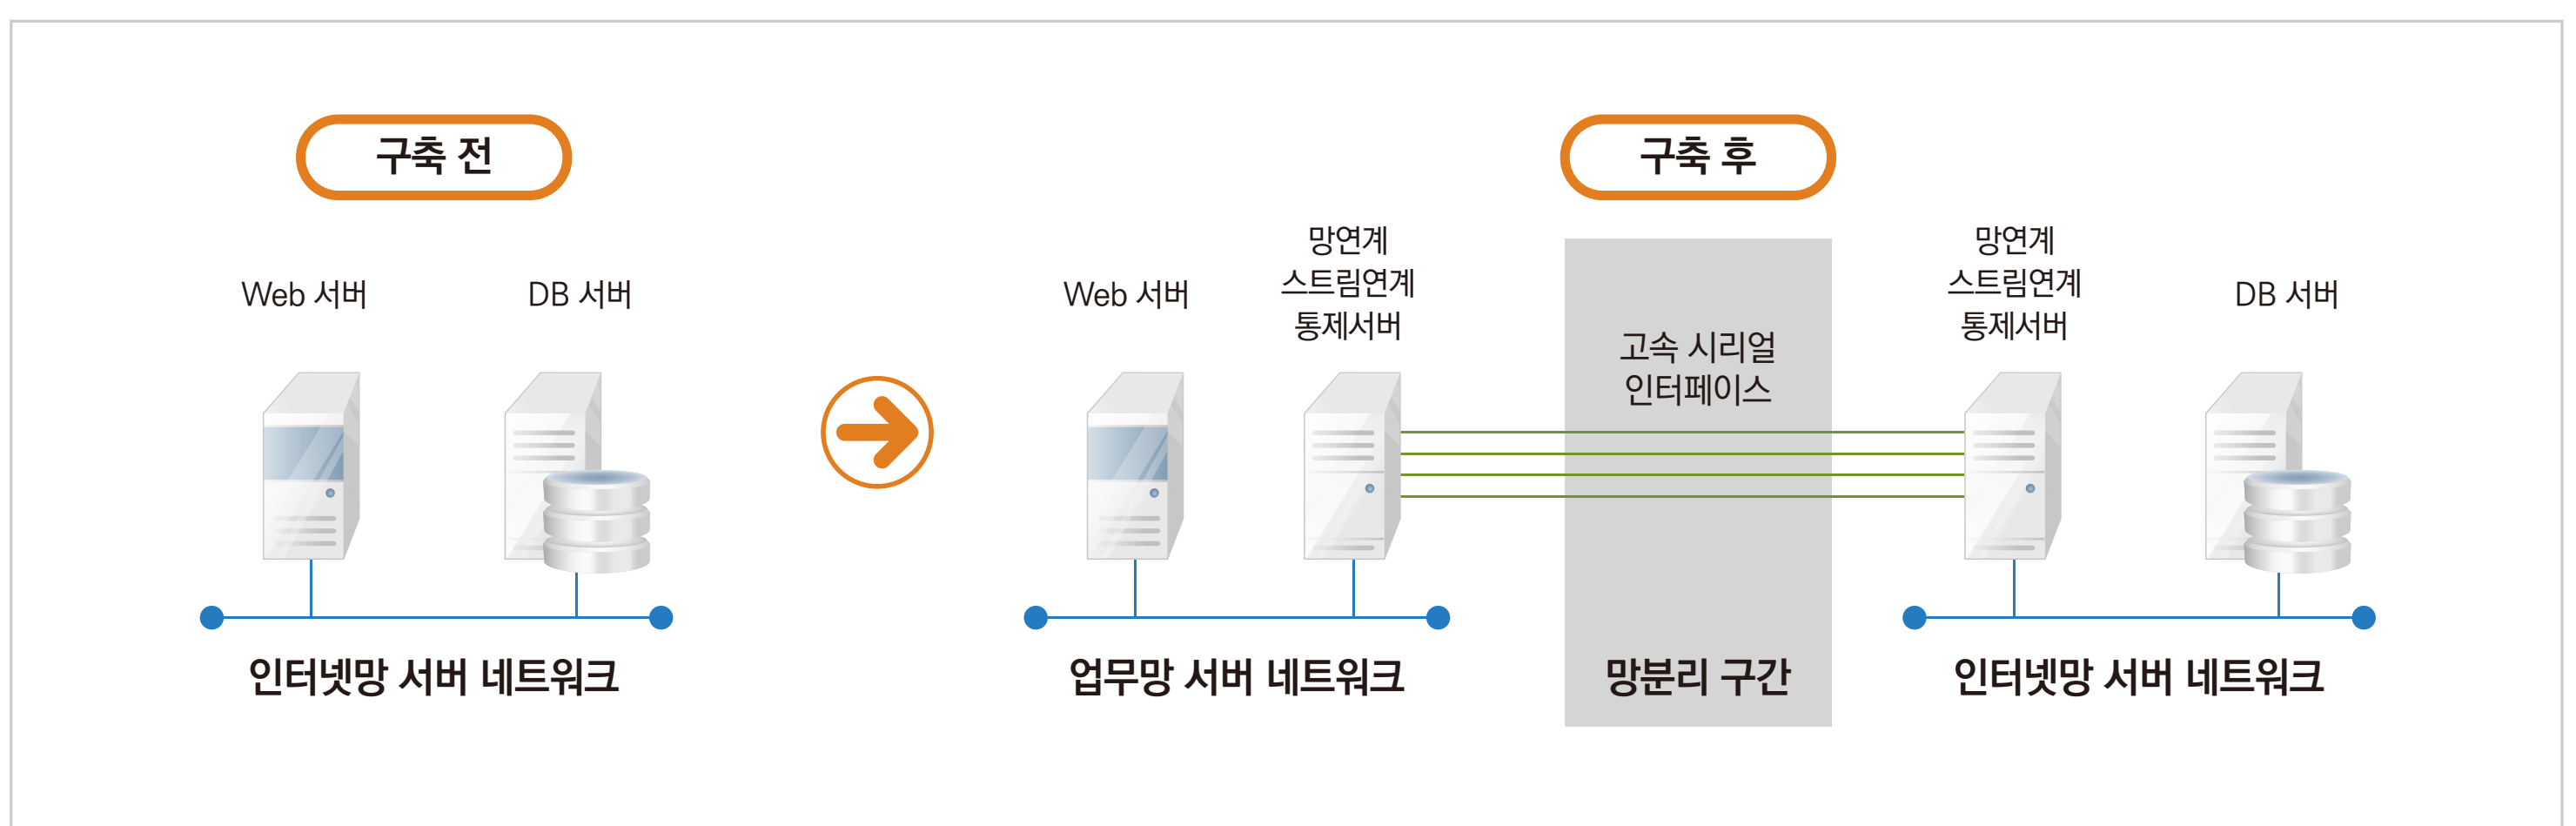 구축 전
Web 서버
DB 서버
인터넷망 서버 네트워크
구축 후
Web 서버
망연계
스트림연계
통제서버
고속 시리얼
인터페이스
망연계
스트림연계
통제서버
DB 서버
업무망 서버 네트워크
망분리 구간
인터넷망 서버 네트워크